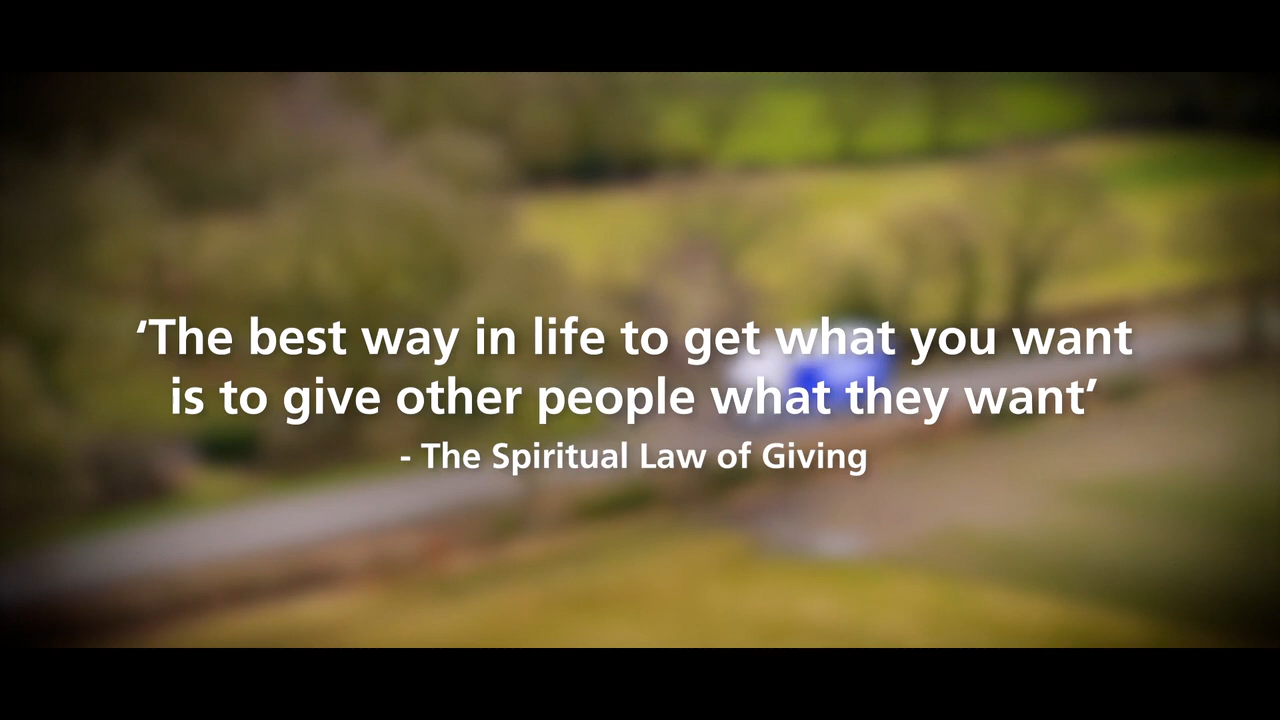 ‘The best way in life to get what you want
is to give other people what they want’
- The Spiritual Law of Giving